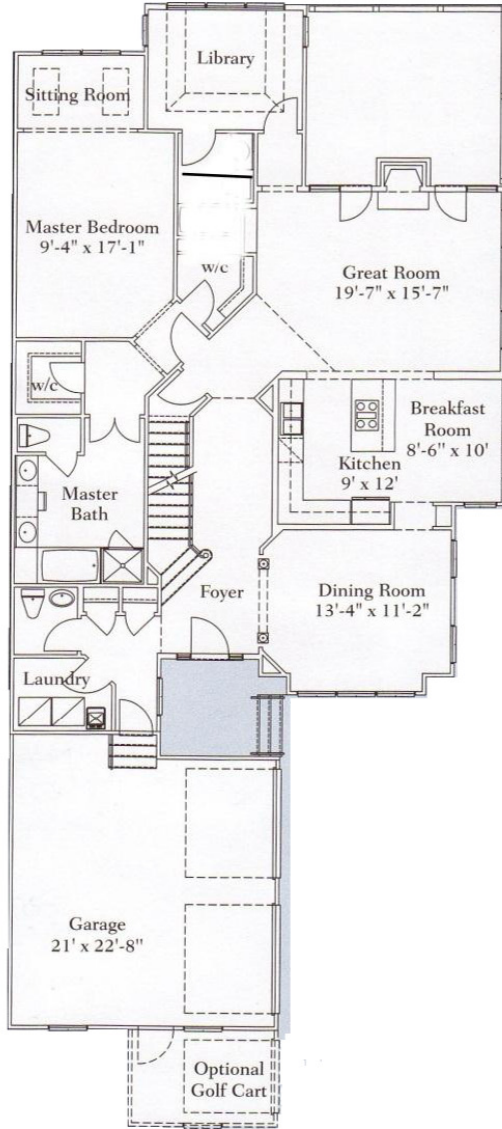 Library
Sitting Room
Master Bedroom
9'-4" x 17'-1"
w/c
Great Room
19'-7" x 15'-7"
w/c
Breakfast
Room
8'-6" x 10'
Kitchen
9' x 12'
Master
Bath
Foyer
Dining Room
13'-4" x 11'-2"
Laundry
Garage
21' x 22'-8"
Optional
Golf Cart